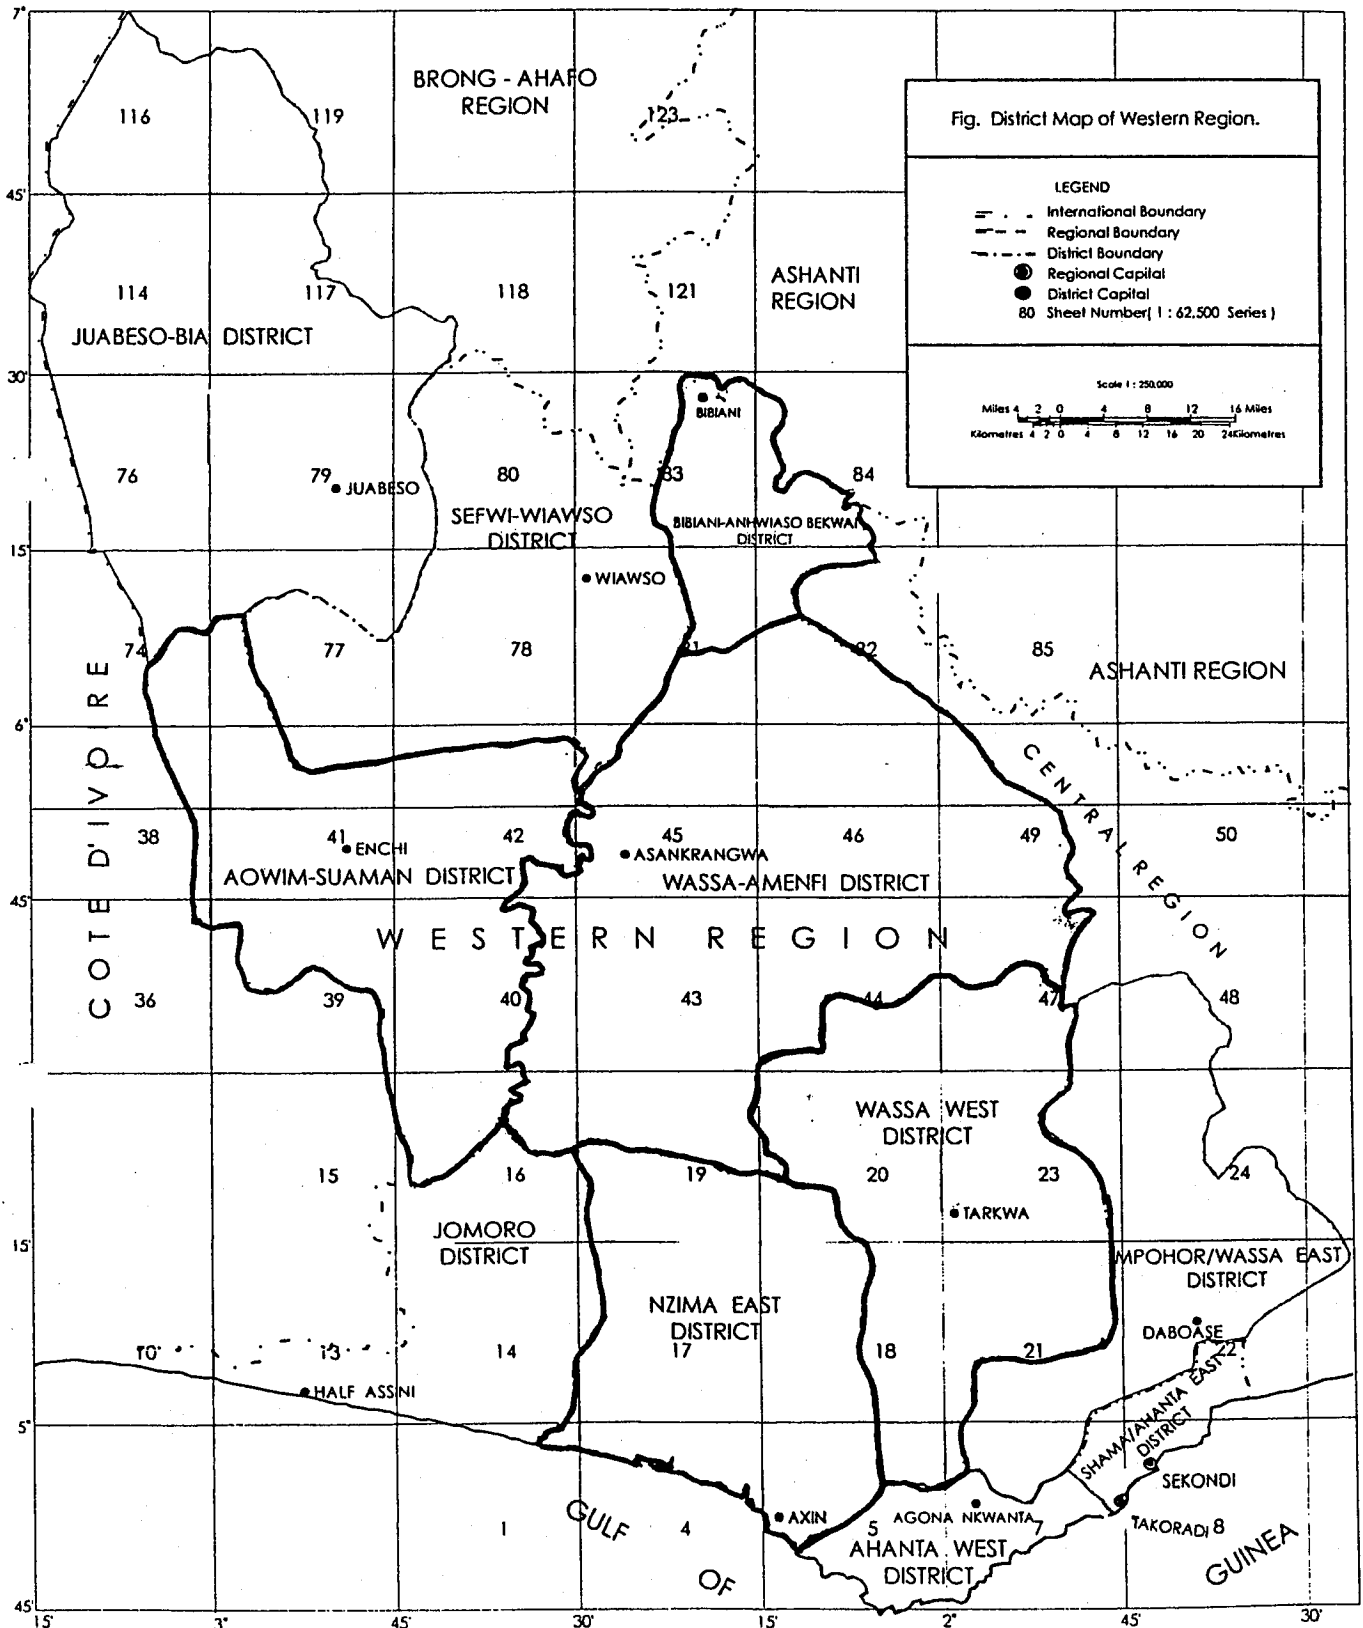 7°
BRONG - AHAFO
REGION
116
119
123
Fig. District Map of Western Region.
LEGEND
International Boundary
Regional Boundary
District Boundary
Regional Capital
District Capital
80 Sheet Number( 1 : 62,500 Series )
Scale 1 : 250,000
Miles 4 2 0 4 8 12 16 Miles
Kilometres 4 2 0 4 8 12 16 20 24Kilometres
45'
114
117
118
121
ASHANTI
REGION
JUABESO-BIA DISTRICT
30'
BIBIANI
76
79
80
83
84
JUABESO
SEFWI-WIAWSO
DISTRICT
BIBIANI-ANHWIASO BEKWAI
DISTRICT
15'
WIAWSO
74
77
78
82
85
ASHANTI REGION
COTE D'IVOIRE
6°
CENTRAL REGION
38
41
42
45
46
49
50
ENCHI
ASANKRANGWA
AOWIM-SUAMAN DISTRICT
WASSA-AMENFI DISTRICT
45'
WESTERN REGION
36
39
40
43
44
47
48
WASSA WEST
DISTRICT
15
16
19
20
23
24
TARKWA
JOMORO
DISTRICT
15'
MPOHOR/WASSA EAST
DISTRICT
NZIMA EAST
DISTRICT
DABOASE
10
13
14
17
18
21
22
HALF ASSINI
SHAMA/AHANTA EAST
DISTRICT
5°
SEKONDI
GULF
OF
GUINEA
1
4
5
7
8
AXIN
AGONA NKWANTA
TAKORADI
AHANTA WEST
DISTRICT
45'
15'
3°
45'
30'
15'
2°
45'
30'